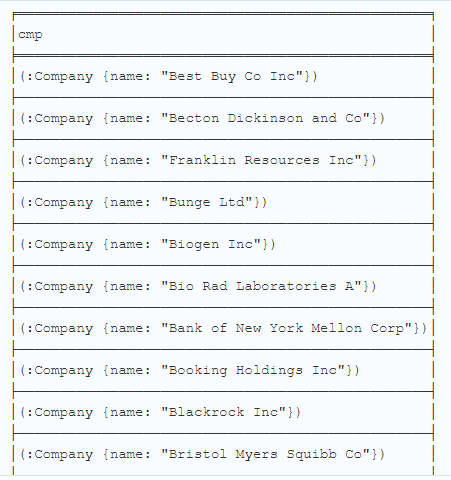 cmp
(:Company {name: "Best Buy Co Inc"})
(:Company {name: "Becton Dickinson and Co"})
(:Company {name: "Franklin Resources Inc"})
(:Company {name: "Bunge Ltd"})
(:Company {name: "Biogen Inc"})
(:Company {name: "Bio Rad Laboratories A"})
(:Company {name: "Bank of New York Mellon Corp"})
(:Company {name: "Booking Holdings Inc"})
(:Company {name: "Blackrock Inc"})
(:Company {name: "Bristol Myers Squibb Co"})